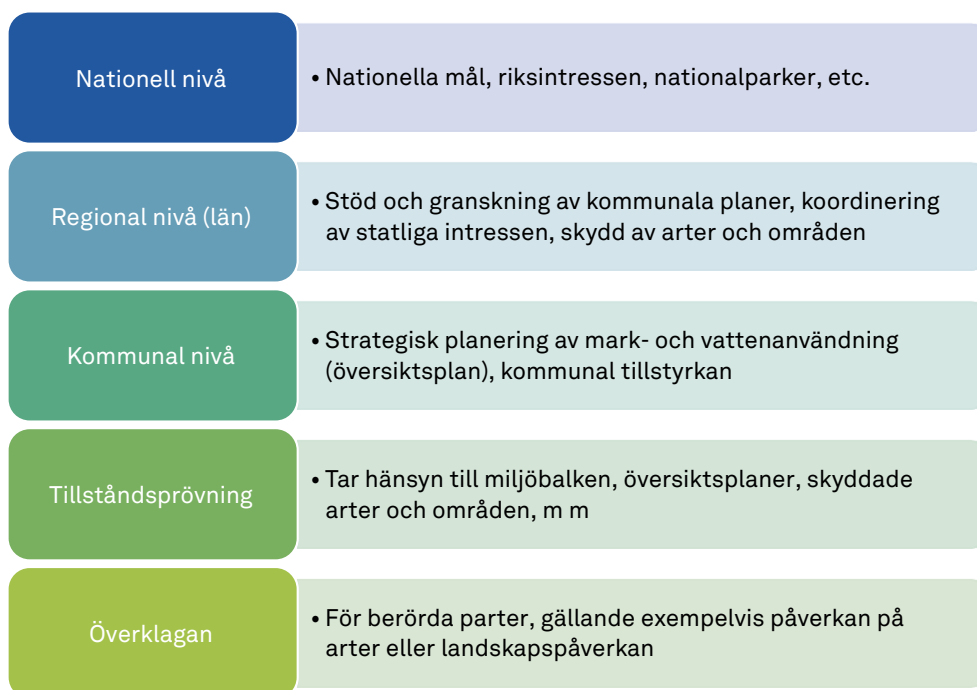 Nationell nivå
• Nationella mål, riksintressen, nationalparker, etc.
Regional nivå (län)
• Stöd och granskning av kommunala planer, koordinering
av statliga intressen, skydd av arter och områden
Kommunal nivå
• Strategisk planering av mark- och vattenanvändning
(översiktsplan), kommunal tillstyrkan
Tillståndsprövning
• Tar hänsyn till miljöbalken, översiktsplaner, skyddade
arter och områden, m m
Överklagan
• För berörda parter, gällande exempelvis påverkan på
arter eller landskapspåverkan